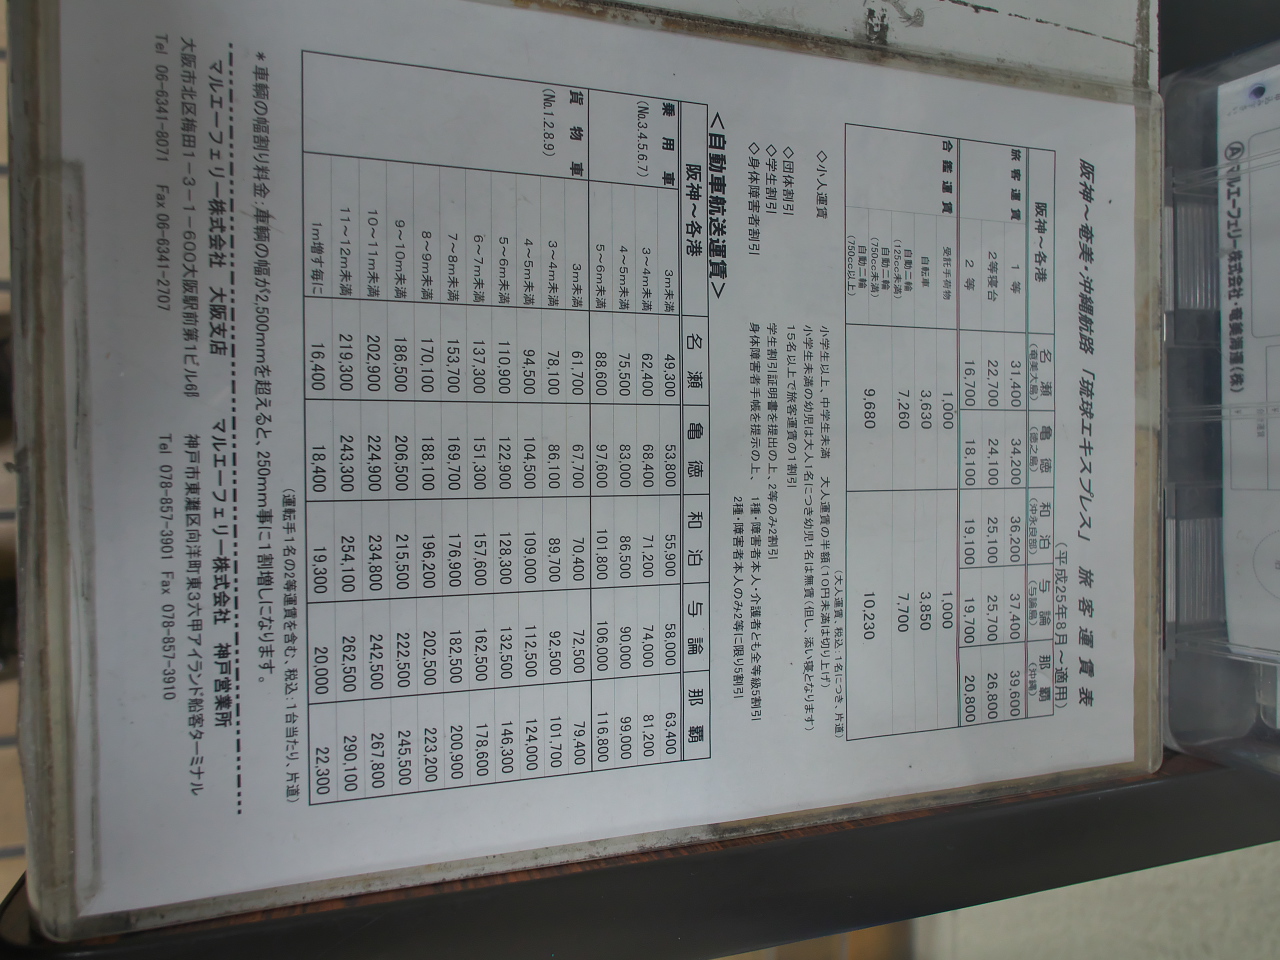 阪神～奄美・沖縄航路「琉球エキスプレス」 旅客運賃表
（平成25年8月～適用）
阪神～各港 名瀬（奄美大島） 亀徳（徳之島） 和泊（沖永良部） 与論（与論島） 那覇（沖縄）
旅客運賃 1等 31,400 34,200 36,200 37,400 39,600
2等寝台 22,700 24,100 25,100 25,700 26,800
2等 16,700 18,100 19,100 19,700 20,800
受託手荷物 1,000 1,000
自転車 3,630 3,850
自動二輪（125cc未満） 7,260 7,700
自動二輪（750cc未満）
自動二輪（750cc以上） 9,680 10,230
（大人運賃、税込：1名につき、片道）
◇小人運賃 小学生以上、中学生未満 大人運賃の半額（10円未満は切り上げ）
小学生未満の幼児は大人1名につき幼児1名は無賃（但し、添い寝となります）
◇団体割引 15名以上で旅客運賃の1割引
◇学生割引 学生割引証明書を提出の上、2等のみ2割引
◇身体障害者割引 身体障害者手帳を提示の上、 1種・障害者本人・介護者とも全等級5割引
2種・障害者本人のみ2等に限り5割引
＜自動車航送運賃＞
阪神～各港 名瀬 亀徳 和泊 与論 那覇
乗用車 3m未満 49,300 53,800 55,900 58,000 63,400
（No.3.4.5.6.7） 3～4m未満 62,400 68,400 71,200 74,000 81,200
4～5m未満 75,500 83,000 86,500 90,000 99,000
5～6m未満 88,600 97,600 101,800 106,000 116,800
貨物車 3m未満 61,700 67,700 70,400 72,500 79,400
（No.1.2.8.9） 3～4m未満 78,100 86,100 89,700 92,500 101,700
4～5m未満 94,500 104,500 109,000 112,500 124,000
5～6m未満 110,900 122,900 128,300 132,500 146,300
6～7m未満 137,300 151,300 157,600 162,500 178,600
7～8m未満 153,700 169,700 176,900 182,500 200,900
8～9m未満 170,100 188,100 196,200 202,500 223,200
9～10m未満 186,500 206,500 215,500 222,500 245,500
10～11m未満 202,900 224,900 234,800 242,500 267,800
11～12m未満 219,300 243,300 254,100 262,500 290,100
1m増す毎に 16,400 18,400 19,300 20,000 22,300
（運転手1名の2等運賃を含む、税込：1台当たり、片道）
＊車輌の幅割り料金：車輌の幅が2,500mmを超えると、250mm事に1割増しになります。
マルエーフェリー株式会社 大阪支店 マルエーフェリー株式会社 神戸営業所
大阪市北区梅田1-3-1-600大阪駅前第1ビル6F 神戸市東灘区向洋町東3六甲アイランド船客ターミナル
Tel 06-6341-8071 Fax 06-6341-2707 Tel 078-857-3901 Fax 078-857-3910
Ⓐマルエーフェリー株式会社・奄美海運（株）